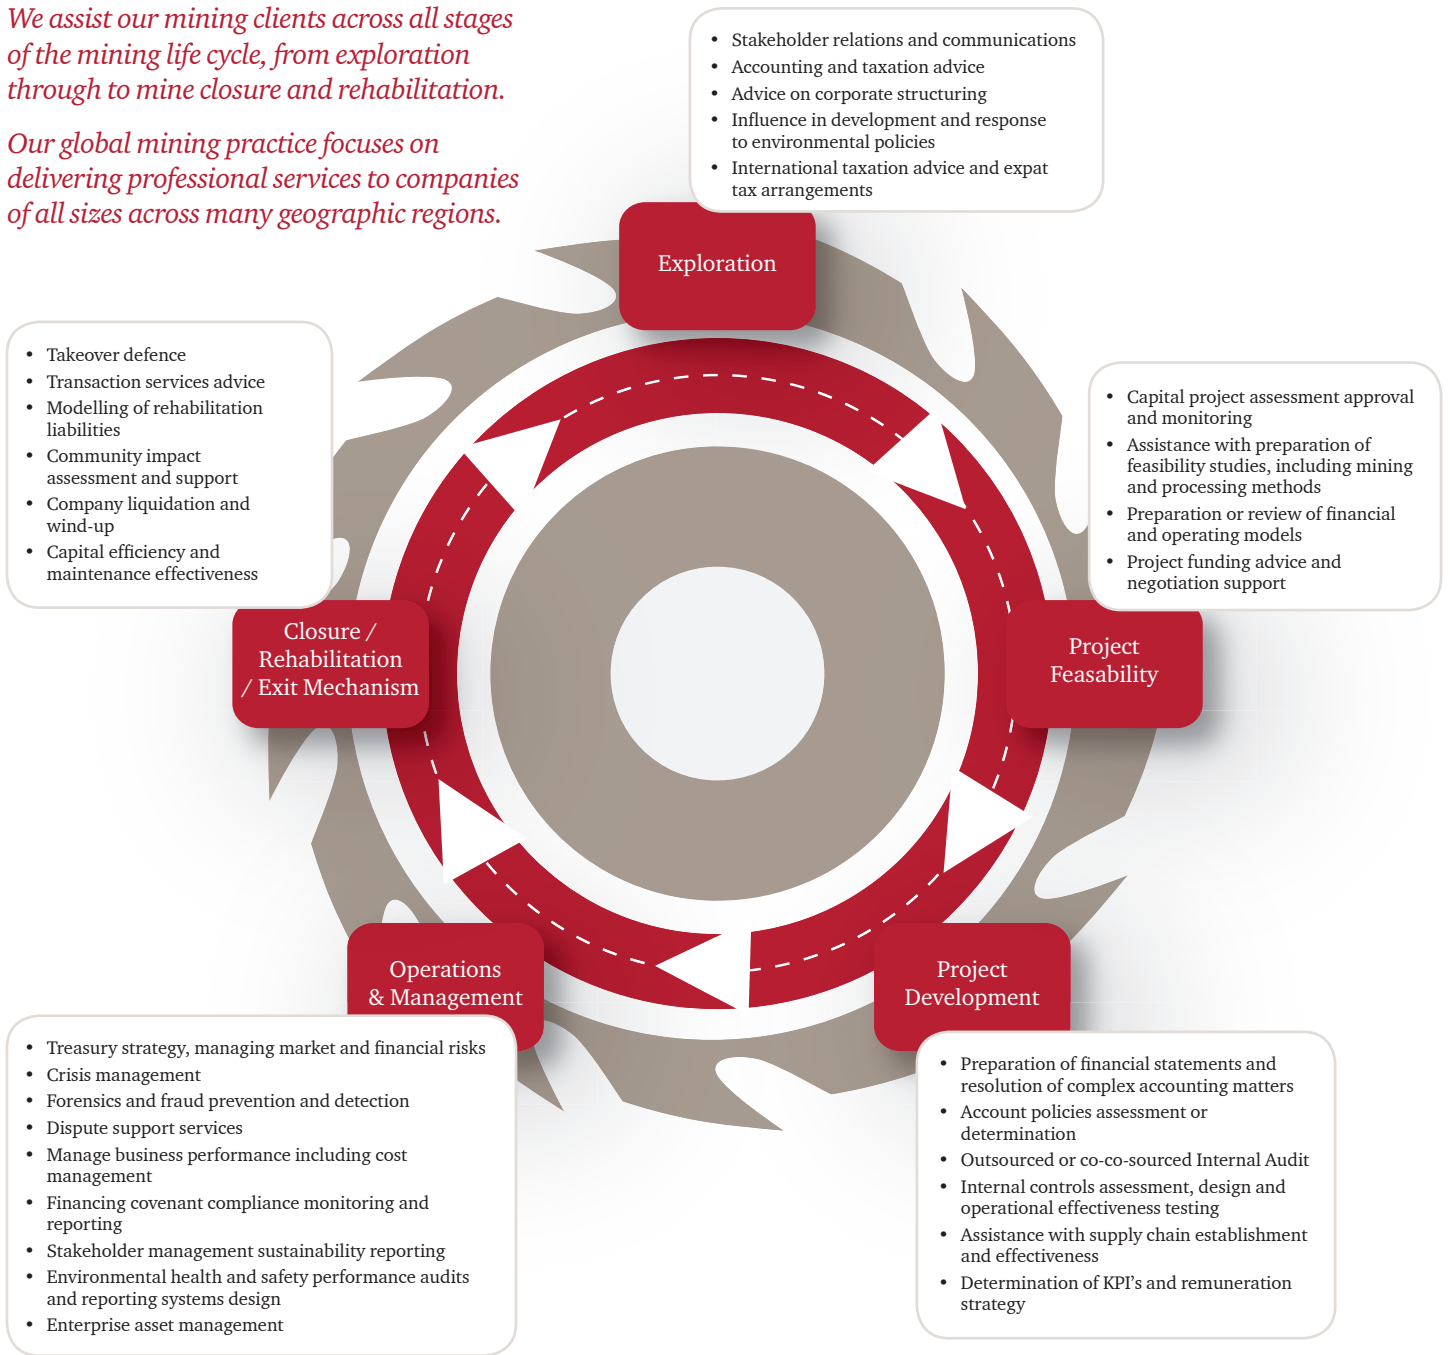 We assist our mining clients across all stages
of the mining life cycle, from exploration
through to mine closure and rehabilitation.
Our global mining practice focuses on
delivering professional services to companies
of all sizes across many geographic regions.
• Stakeholder relations and communications
• Accounting and taxation advice
• Advice on corporate structuring
• Influence in development and response
to environmental policies
• International taxation advice and expat
tax arrangements
Exploration
• Capital project assessment approval
and monitoring
• Assistance with preparation of
feasibility studies, including mining
and processing methods
• Preparation or review of financial
and operating models
• Project funding advice and
negotiation support
Project
Feasability
• Preparation of financial statements and
resolution of complex accounting matters
• Account policies assessment or
determination
• Outsourced or co-co-sourced Internal Audit
• Internal controls assessment, design and
operational effectiveness testing
• Assistance with supply chain establishment
and effectiveness
• Determination of KPI's and remuneration
strategy
Project
Development
Operations
& Management
• Treasury strategy, managing market and financial risks
• Crisis management
• Forensics and fraud prevention and detection
• Dispute support services
• Manage business performance including cost
management
• Financing covenant compliance monitoring and
reporting
• Stakeholder management sustainability reporting
• Environmental health and safety performance audits
and reporting systems design
• Enterprise asset management
• Takeover defence
• Transaction services advice
• Modelling of rehabilitation
liabilities
• Community impact
assessment and support
• Company liquidation and
wind-up
• Capital efficiency and
maintenance effectiveness
Closure /
Rehabilitation
/ Exit Mechanism